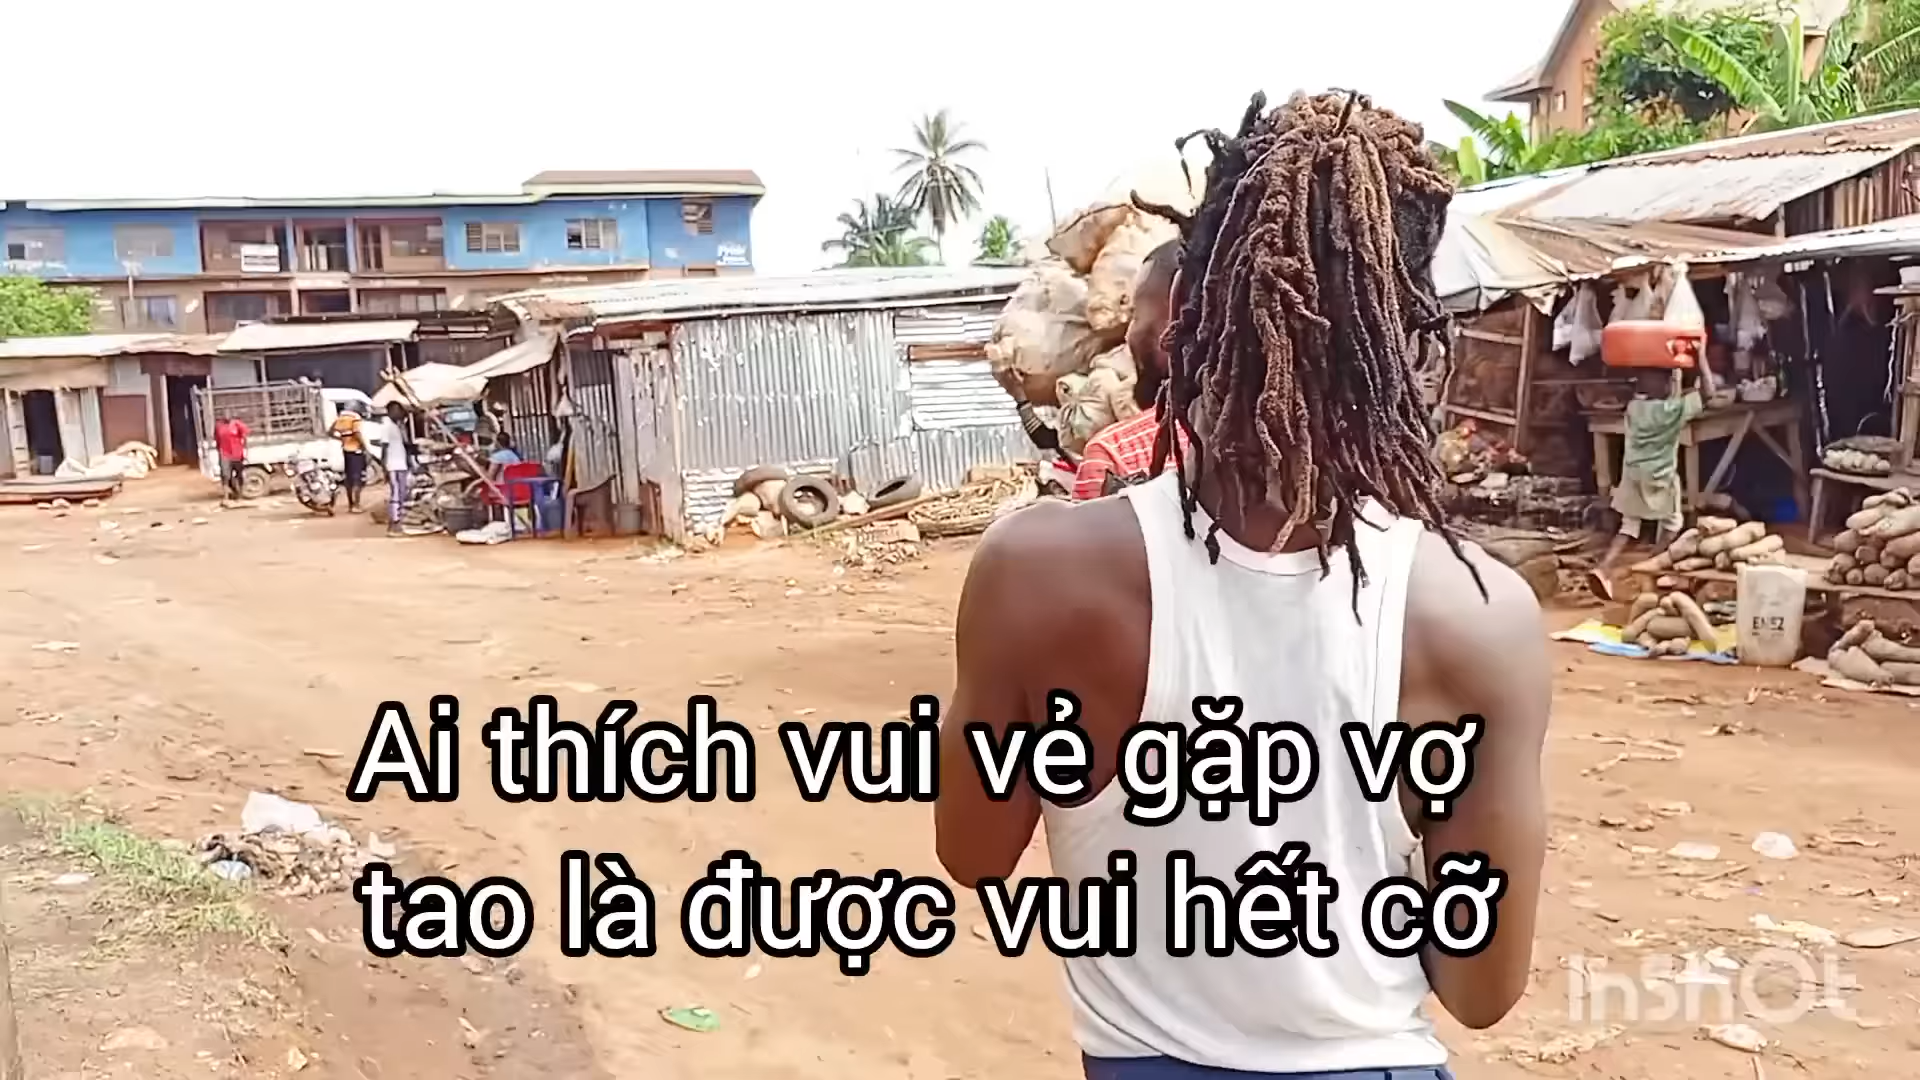 Ai thích vui vẻ gặp vợ
tao là được vui hết cỡ
InShOt